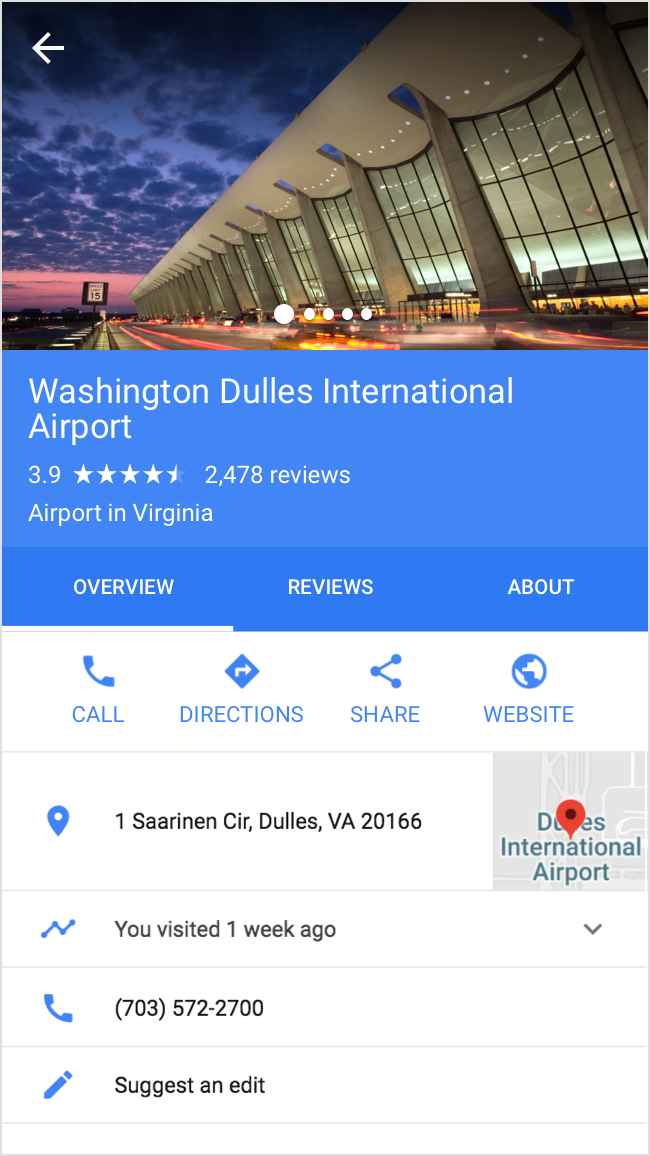 SPEED
LIMIT
15
Washington Dulles International
Airport
3.9 2,478 reviews
Airport in Virginia
OVERVIEW REVIEWS ABOUT
CALL DIRECTIONS SHARE WEBSITE
1 Saarinen Cir, Dulles, VA 20166
Dulles
International
Airport
You visited 1 week ago
(703) 572-2700
Suggest an edit